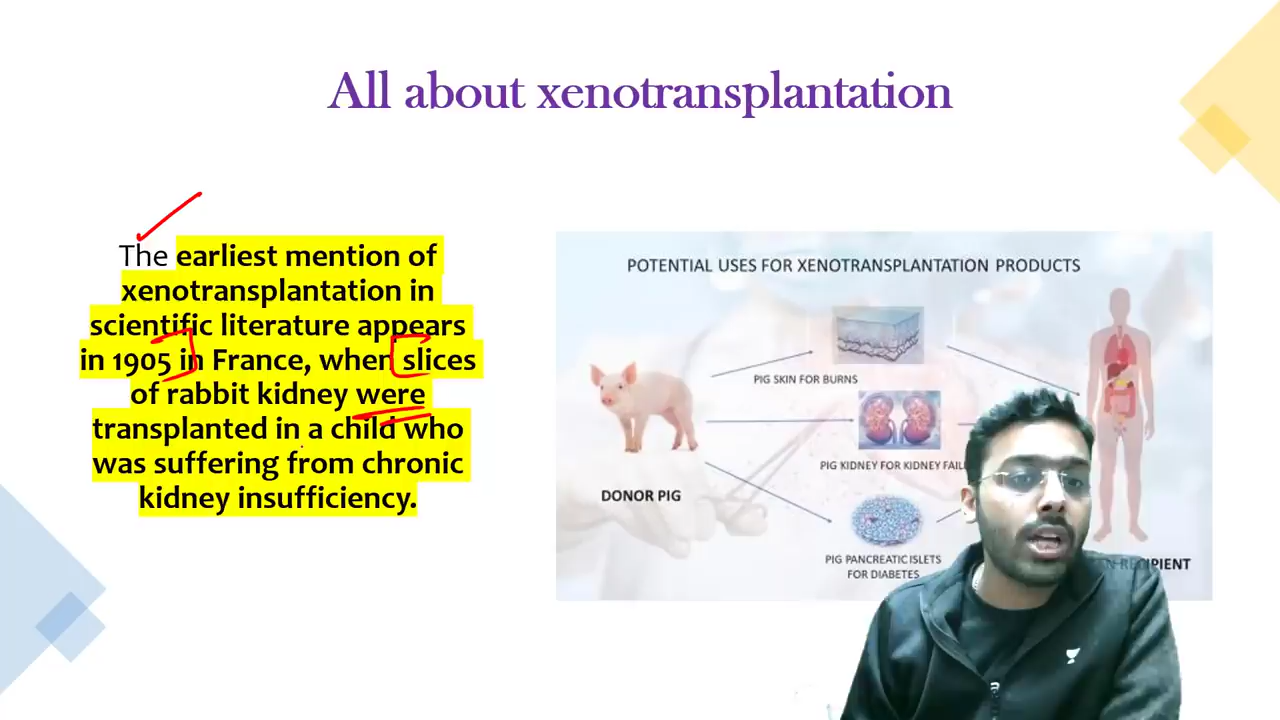 All about xenotransplantation
The earliest mention of
xenotransplantation in
scientific literature appears
in 1905 in France, when slices
of rabbit kidney were
transplanted in a child who
was suffering from chronic
kidney insufficiency.
POTENTIAL USES FOR XENOTRANSPLANTATION PRODUCTS
PIG SKIN FOR BURNS
PIG KIDNEY FOR KIDNEY
DONOR PIG
PIG PANCREATIC ISLETS
FOR DIABETES
RECIPIENT